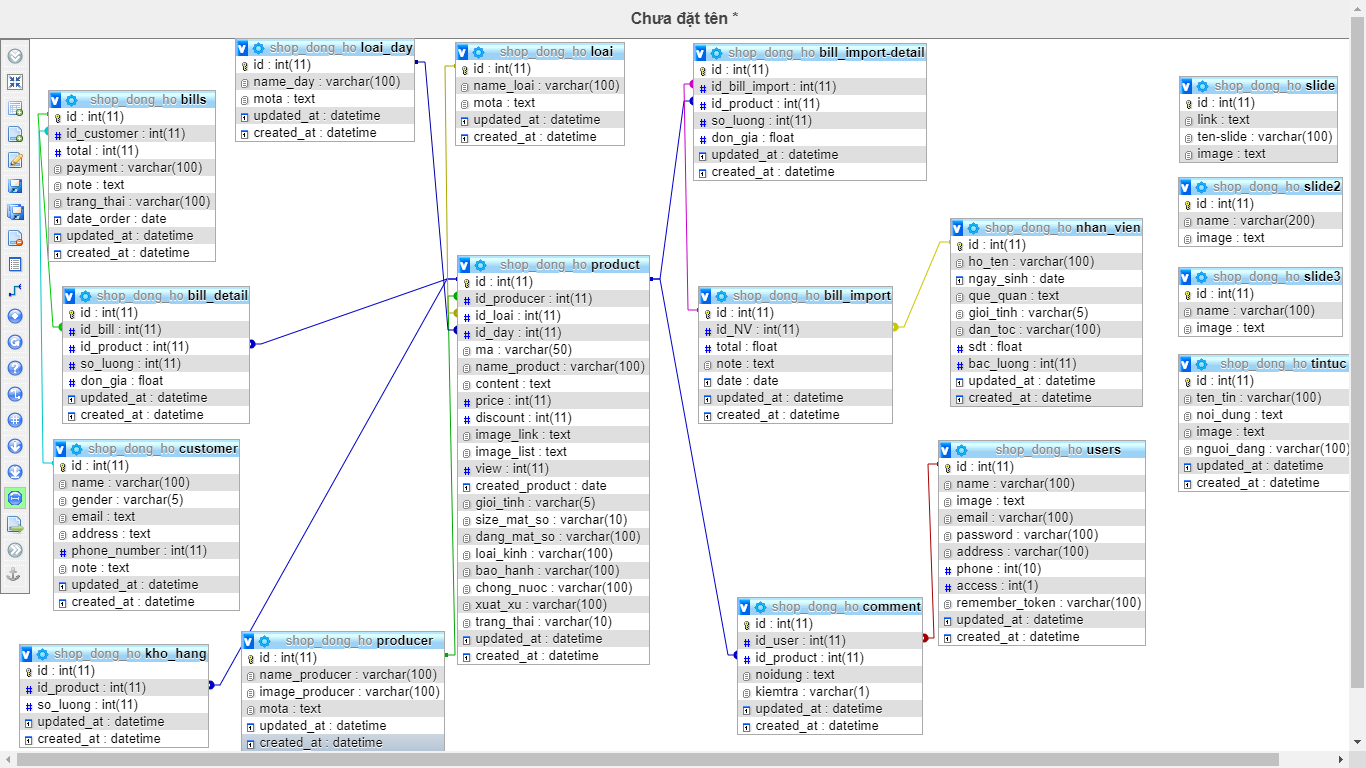 Chưa đặt tên *
shop_dong_ho loai_day
id : int(11)
name_day : varchar(100)
mota : text
updated_at : datetime
created_at : datetime
shop_dong_ho loai
id : int(11)
name_loai : varchar(100)
mota : text
updated_at : datetime
created_at : datetime
shop_dong_ho bill_import-detail
id : int(11)
id_bill_import : int(11)
id_product : int(11)
so_luong : int(11)
don_gia : float
updated_at : datetime
created_at : datetime
shop_dong_ho slide
id : int(11)
link : text
ten-slide : varchar(100)
image : text
shop_dong_ho bills
id : int(11)
id_customer : int(11)
total : int(11)
payment : varchar(100)
note : text
trang_thai : varchar(100)
date_order : date
updated_at : datetime
created_at : datetime
shop_dong_ho slide2
id : int(11)
name : varchar(200)
image : text
shop_dong_ho nhan_vien
id : int(11)
ho_ten : varchar(100)
ngay_sinh : date
que_quan : text
gioi_tinh : varchar(5)
dan_toc : varchar(100)
sdt : float
bac_luong : int(11)
updated_at : datetime
created_at : datetime
shop_dong_ho product
id : int(11)
id_producer : int(11)
id_loai : int(11)
id_day : int(11)
ma : varchar(50)
name_product : varchar(100)
content : text
price : int(11)
discount : int(11)
image_link : text
image_list : text
view : int(11)
created_product : date
gioi_tinh : varchar(5)
size_mat_so : varchar(10)
dang_mat_so : varchar(100)
loai_kinh : varchar(100)
bao_hanh : varchar(100)
chong_nuoc : varchar(100)
xuat_xu : varchar(100)
trang_thai : varchar(10)
updated_at : datetime
created_at : datetime
shop_dong_ho slide3
id : int(11)
name : varchar(100)
image : text
shop_dong_ho bill_detail
id : int(11)
id_bill : int(11)
id_product : int(11)
so_luong : int(11)
don_gia : float
updated_at : datetime
created_at : datetime
shop_dong_ho bill_import
id : int(11)
id_NV : int(11)
total : float
note : text
date : date
updated_at : datetime
created_at : datetime
shop_dong_ho tintuc
id : int(11)
ten_tin : varchar(100)
noi_dung : text
image : text
nguoi_dang : varchar(100)
updated_at : datetime
created_at : datetime
shop_dong_ho customer
id : int(11)
name : varchar(100)
gender : varchar(5)
email : text
address : text
phone_number : int(11)
note : text
updated_at : datetime
created_at : datetime
shop_dong_ho users
id : int(11)
name : varchar(100)
image : text
email : varchar(100)
password : varchar(100)
address : varchar(100)
phone : int(10)
access : int(1)
remember_token : varchar(100)
updated_at : datetime
created_at : datetime
shop_dong_ho comment
id : int(11)
id_user : int(11)
id_product : int(11)
noidung : text
kiemtra : varchar(1)
updated_at : datetime
created_at : datetime
shop_dong_ho producer
id : int(11)
name_producer : varchar(100)
image_producer : varchar(100)
mota : text
updated_at : datetime
created_at : datetime
shop_dong_ho kho_hang
id : int(11)
id_product : int(11)
so_luong : int(11)
updated_at : datetime
created_at : datetime